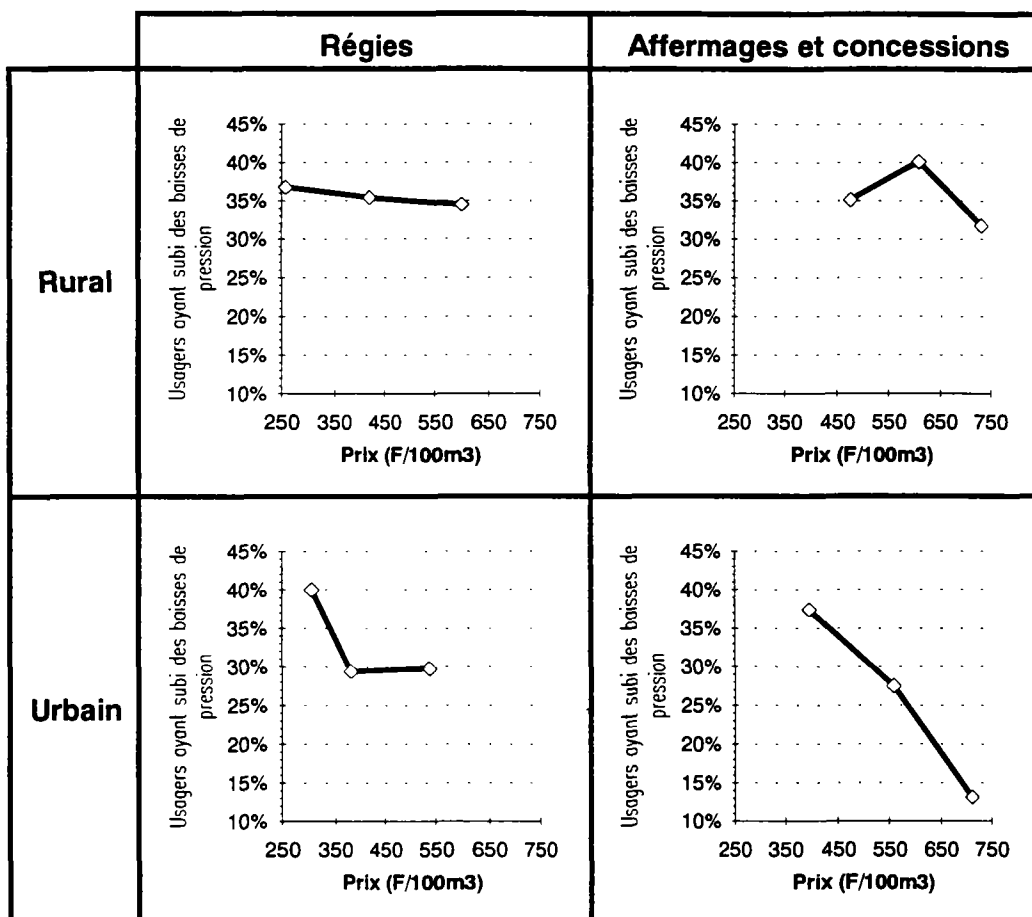 Régies
Affermages et concessions
Rural
Usagers ayant subi des baisses de
pression
45%
40%
35%
30%
25%
20%
15%
10%
250 350 450 550 650 750
Prix (F/100m3)
Usagers ayant subi des baisses de
pression
45%
40%
35%
30%
25%
20%
15%
10%
250 350 450 550 650 750
Prix (F/100m3)
Urbain
Usagers ayant subi des baisses de
pression
45%
40%
35%
30%
25%
20%
15%
10%
250 350 450 550 650 750
Prix (F/100m3)
Usagers ayant subi des baisses de
pression
45%
40%
35%
30%
25%
20%
15%
10%
250 350 450 550 650 750
Prix (F/100m3)